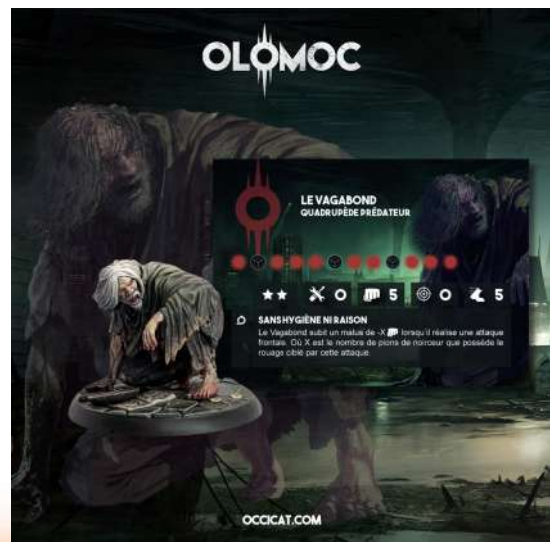 OLOMOC
LE VAGABOND
QUADRUPÈDE PRÉDATEUR
0 5 0 5
SANS HYGIÈNE NI RAISON
Le Vagabond subit un malus de -X lorsqu'il réalise une attaque
frontale. Où X est le nombre de pions de noirceur que possède le
rouage ciblé par cette attaque.
OCCICAT.COM